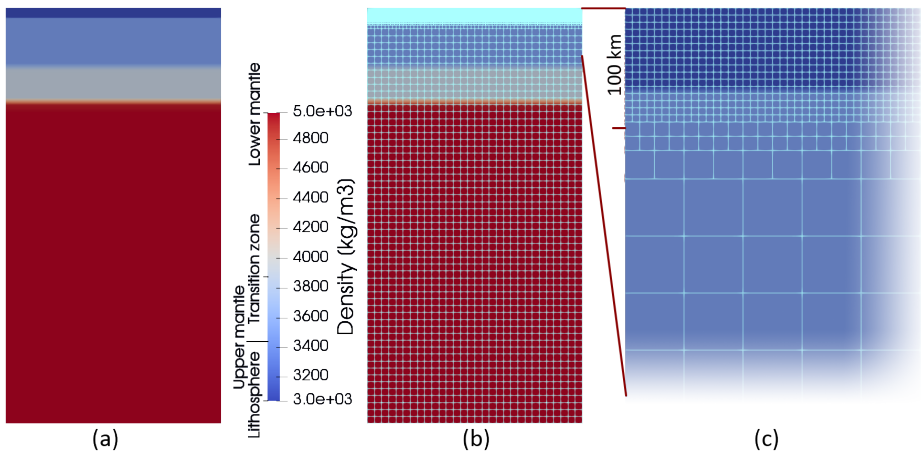 Lower mantle
Transition zone
Upper mantle
Lithosphere
5.0e+03
4800
4600
4400
4200
4000
3800
3600
3400
3200
3.0e+03
Density (kg/m3)
100 km
(a)
(b)
(c)